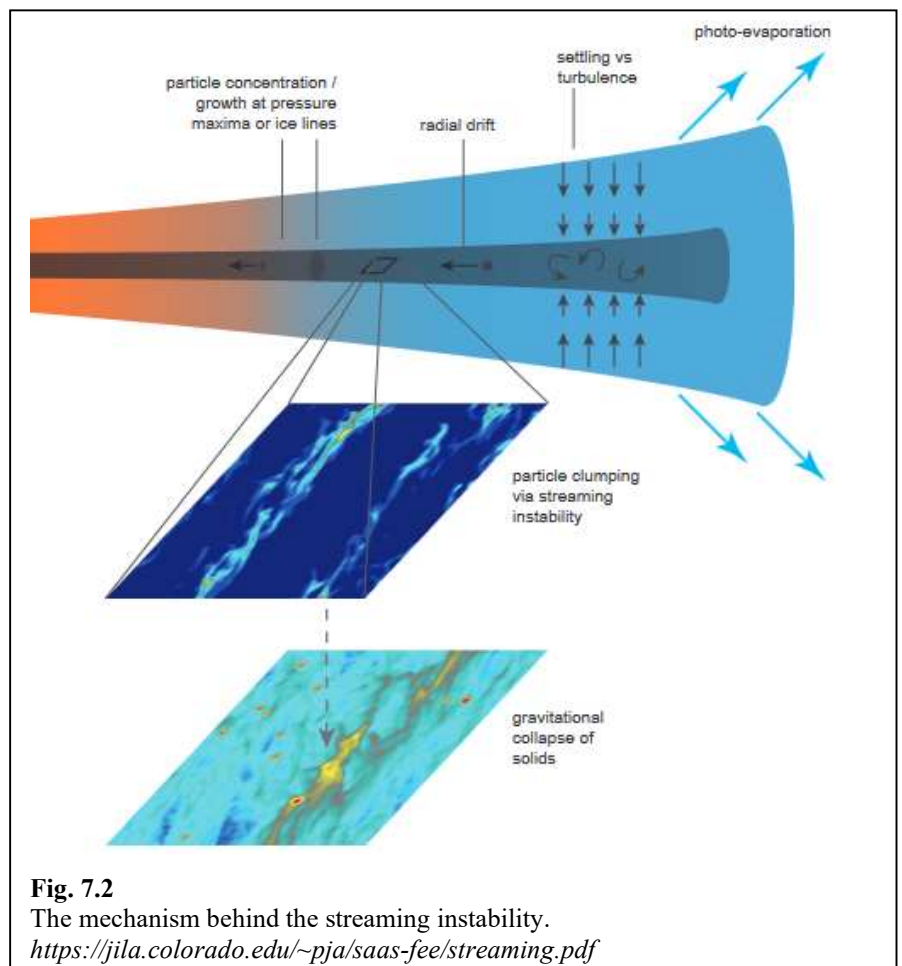 photo-evaporation
settling vs
turbulence
particle concentration /
growth at pressure
maxima or ice lines
radial drift
particle clumping
via streaming
instability
gravitational
collapse of
solids
Fig. 7.2
The mechanism behind the streaming instability.
https://jila.colorado.edu/~pja/saas-fee/streaming.pdf